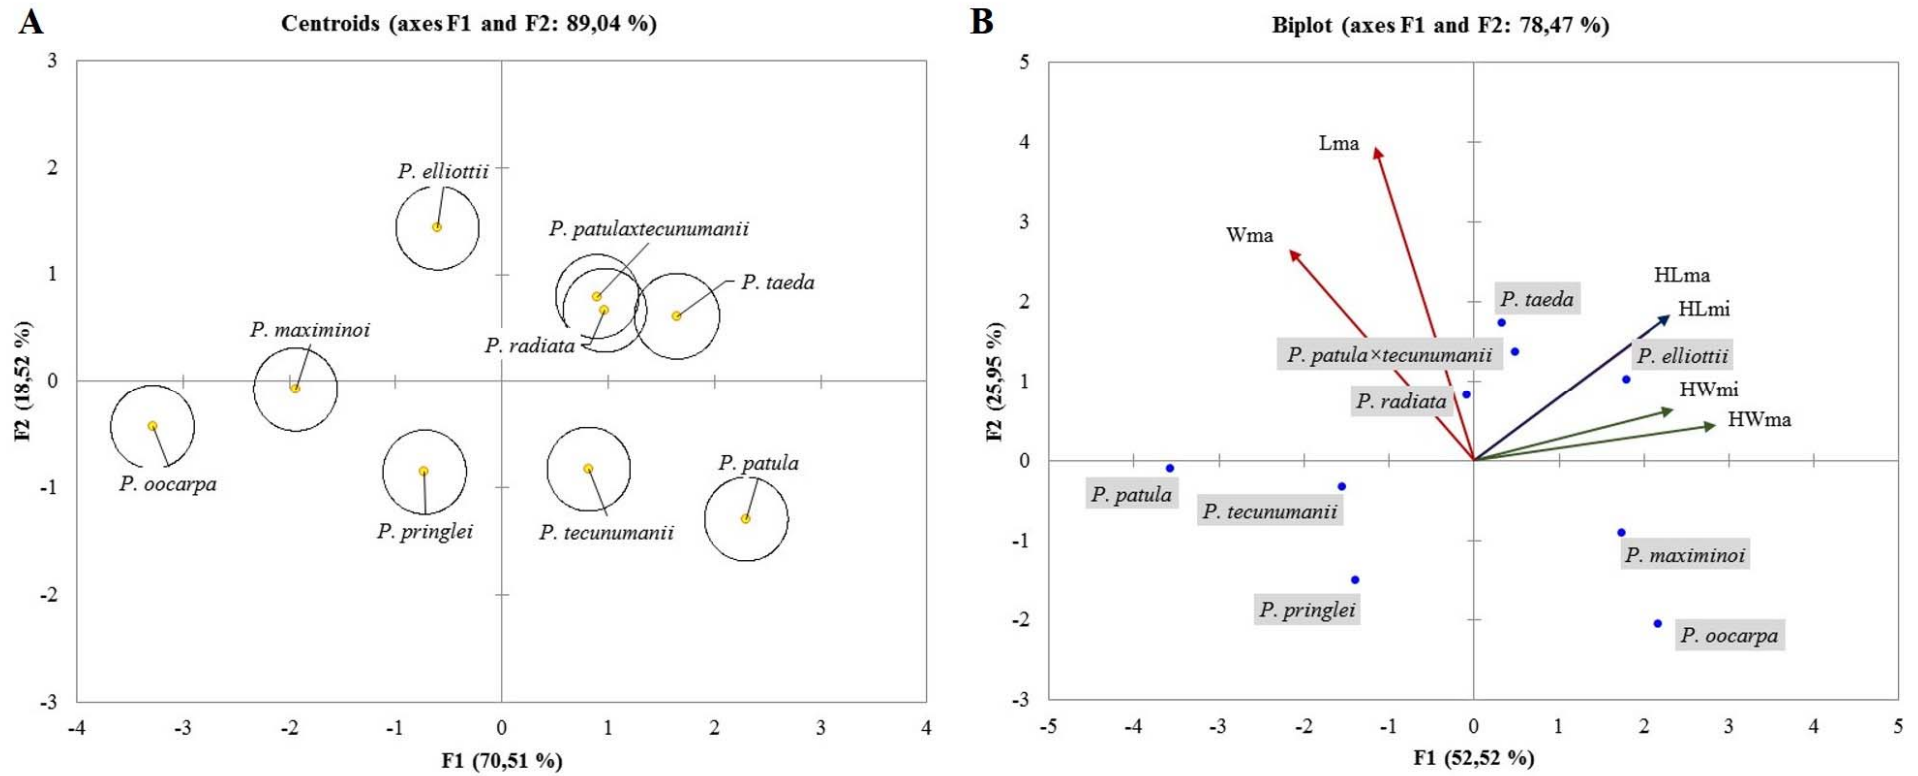 A
Centroids (axes F1 and F2: 89,04 %)
3
2
1
0
-1
-2
-3
F2 (18,52 %)
P. elliottii
P. patulaxtecunumanii
P. taeda
P. radiata
P. maximinoi
P. oocarpa
P. pringlei
P. tecunumanii
P. patula
-4 -3 -2 -1 0 1 2 3 4
F1 (70,51 %)
B
Biplot (axes F1 and F2: 78,47 %)
5
4
3
2
1
0
-1
-2
-3
F2 (25,95 %)
Lma
Wma
HLma
HLmi
P. taeda
P. patula×tecunumanii
P. elliottii
P. radiata
HWmi
HWma
P. patula
P. tecunumanii
P. maximinoi
P. pringlei
P. oocarpa
-5 -4 -3 -2 -1 0 1 2 3 4 5
F1 (52,52 %)